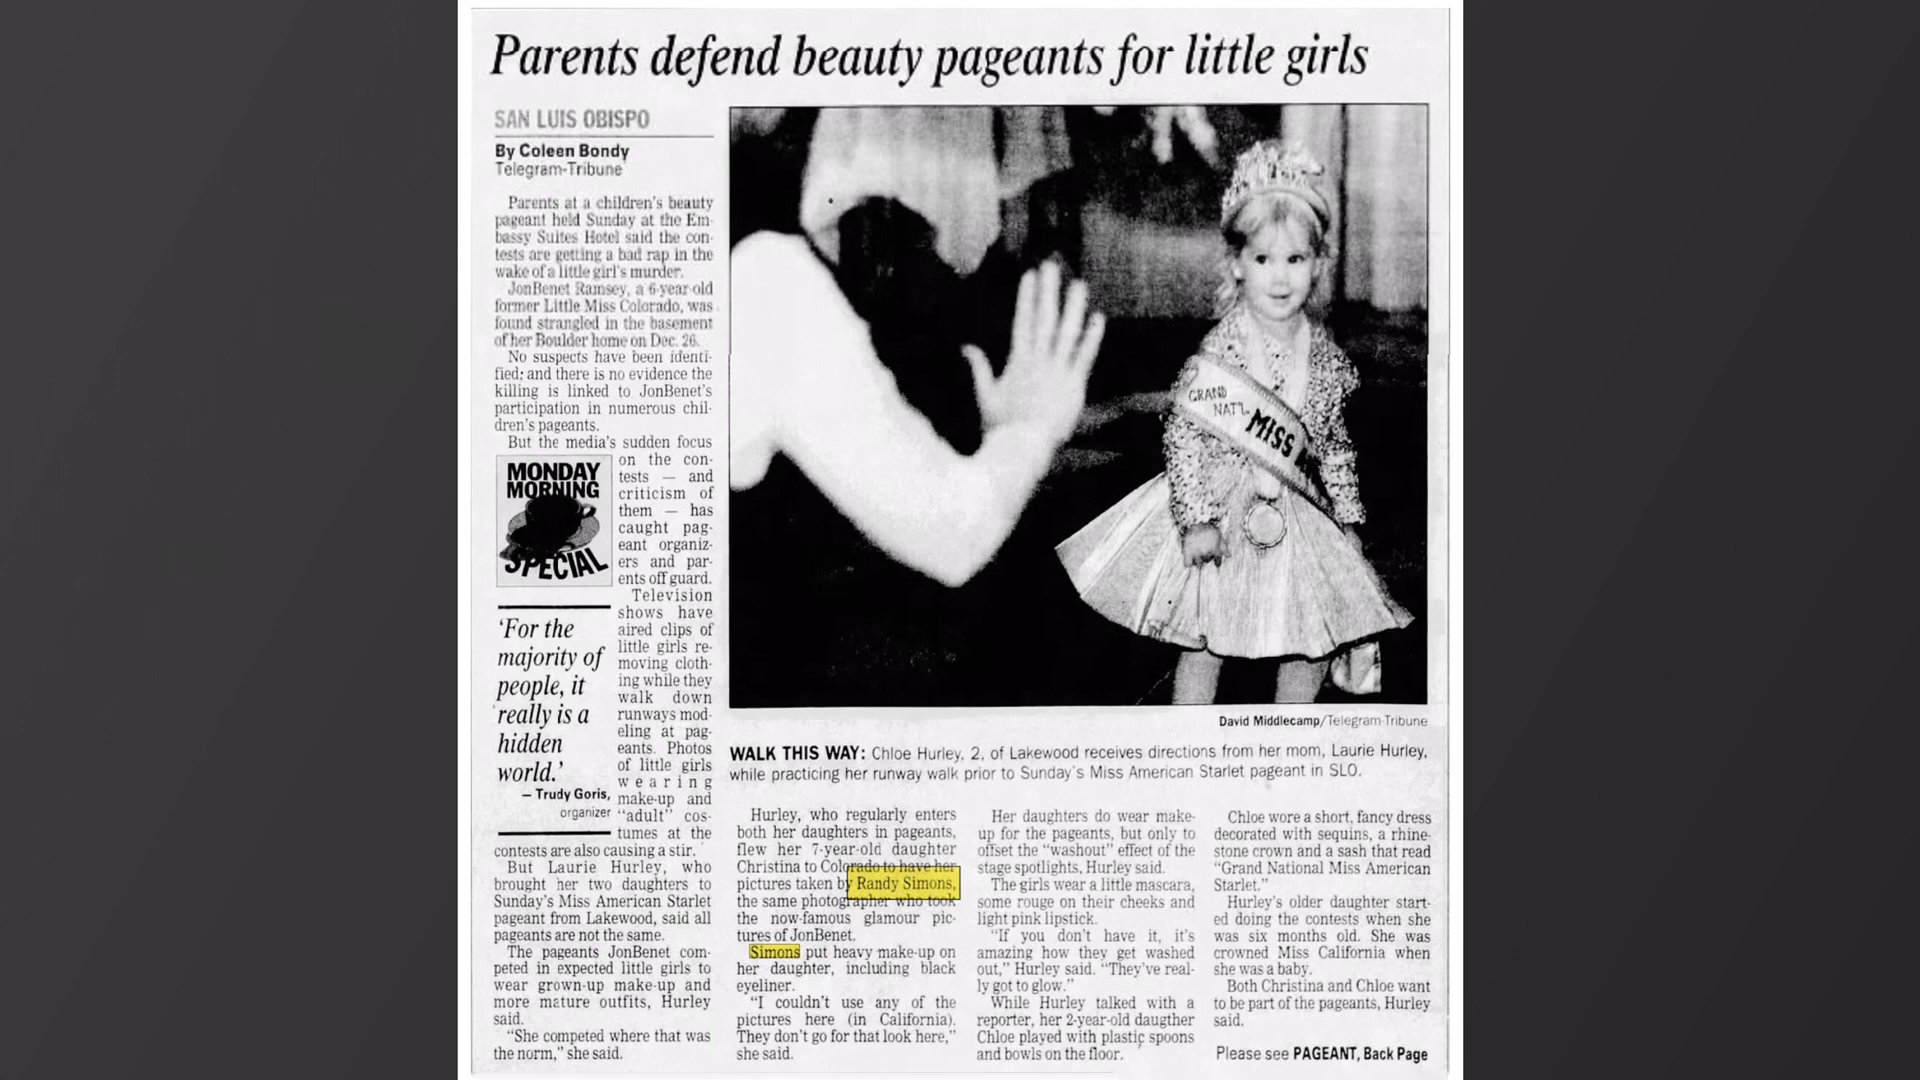 Parents defend beauty pageants for little girls
SAN LUIS OBISPO
By Coleen Bondy
Telegram-Tribune
Parents at a children's beauty
pageant held Sunday at the Em-
bassy Suites Hotel said the con-
tests are getting a bad rap in the
wake of a little girl's murder.
JonBenet Ramsey, a 6-year-old
former Little Miss Colorado, was
found strangled in the basement
of her Boulder home on Dec. 26.
No suspects have been identi-
fied; and there is no evidence the
killing is linked to JonBenet's
participation in numerous chil-
dren's pageants.
But the media's sudden focus
on the con-
tests — and
criticism of
them — has
caught pag-
eant organiz-
ers and par-
ents off guard.
Television
shows have
aired clips of
little girls re-
moving cloth-
ing while they
walk down
runways mod-
eling at pag-
eants. Photos
of little girls
wearing
make-up and
"adult" cos-
tumes at the
contests are also causing a stir.
But Laurie Hurley, who
brought her two daughters to
Sunday's Miss American Starlet
pageant from Lakewood, said all
pageants are not the same.
The pageants JonBenet com-
peted in expected little girls to
wear grown-up make-up and
more mature outfits, Hurley
said.
"She competed where that was
the norm," she said.
MONDAY
MORNING
SPECIAL
'For the
majority of
people, it
really is a
hidden
world.'
— Trudy Goris,
organizer
GRAND
NAT'L
MISS
David Middlecamp/Telegram-Tribune
WALK THIS WAY: Chloe Hurley, 2, of Lakewood receives directions from her mom, Laurie Hurley,
while practicing her runway walk prior to Sunday's Miss American Starlet pageant in SLO.
Hurley, who regularly enters
both her daughters in pageants,
flew her 7-year-old daughter
Christina to Colorado to have her
pictures taken by Randy Simons,
the same photographer who took
the now-famous glamour pic-
tures of JonBenet.
Simons put heavy make-up on
her daughter, including black
eyeliner.
"I couldn't use any of the
pictures here (in California).
They don't go for that look here,"
she said.
Her daughters do wear make-
up for the pageants, but only to
offset the "washout" effect of the
stage spotlights, Hurley said.
The girls wear a little mascara,
some rouge on their cheeks and
light pink lipstick.
"If you don't have it, it's
amazing how they get washed
out," Hurley said. "They've real-
ly got to glow."
While Hurley talked with a
reporter, her 2-year-old daugther
Chloe played with plastic spoons
and bowls on the floor.
Chloe wore a short, fancy dress
decorated with sequins, a rhine-
stone crown and a sash that read
"Grand National Miss American
Starlet."
Hurley's older daughter start-
ed doing the contests when she
was six months old. She was
crowned Miss California when
she was a baby.
Both Christina and Chloe want
to be part of the pageants, Hurley
said.
Please see PAGEANT, Back Page